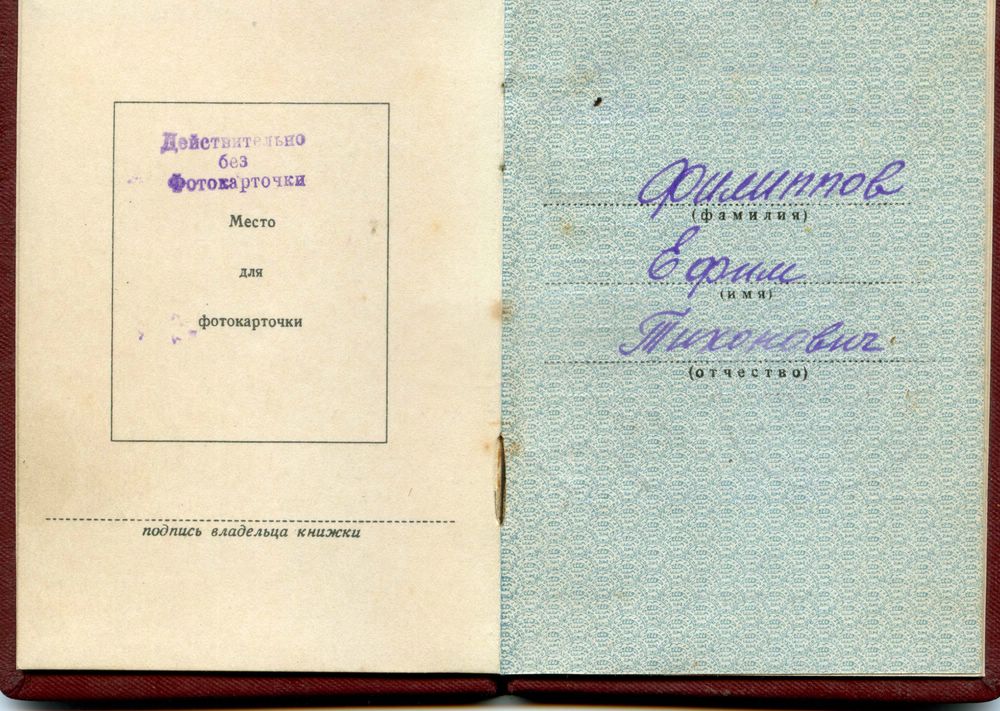 Действительно
без
Фотокарточки
Место
для
фотокарточки
подпись владельца книжки
Филиппов
(фамилия)
Ефим
(имя)
Тихонович
(отчество)